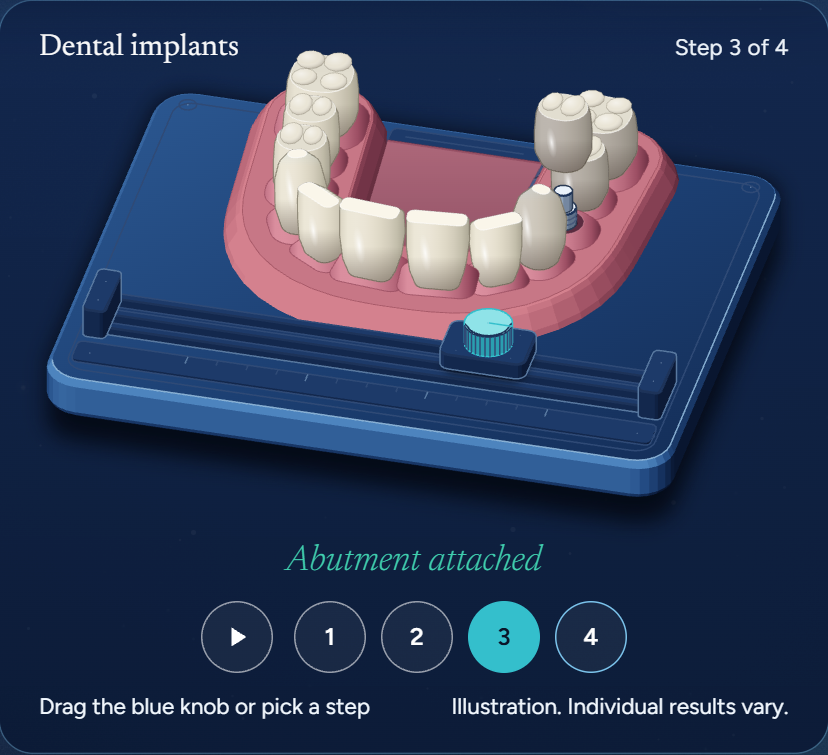 Dental implants
Step 3 of 4
Abutment attached
1 2 3 4
Drag the blue knob or pick a step
Illustration. Individual results vary.